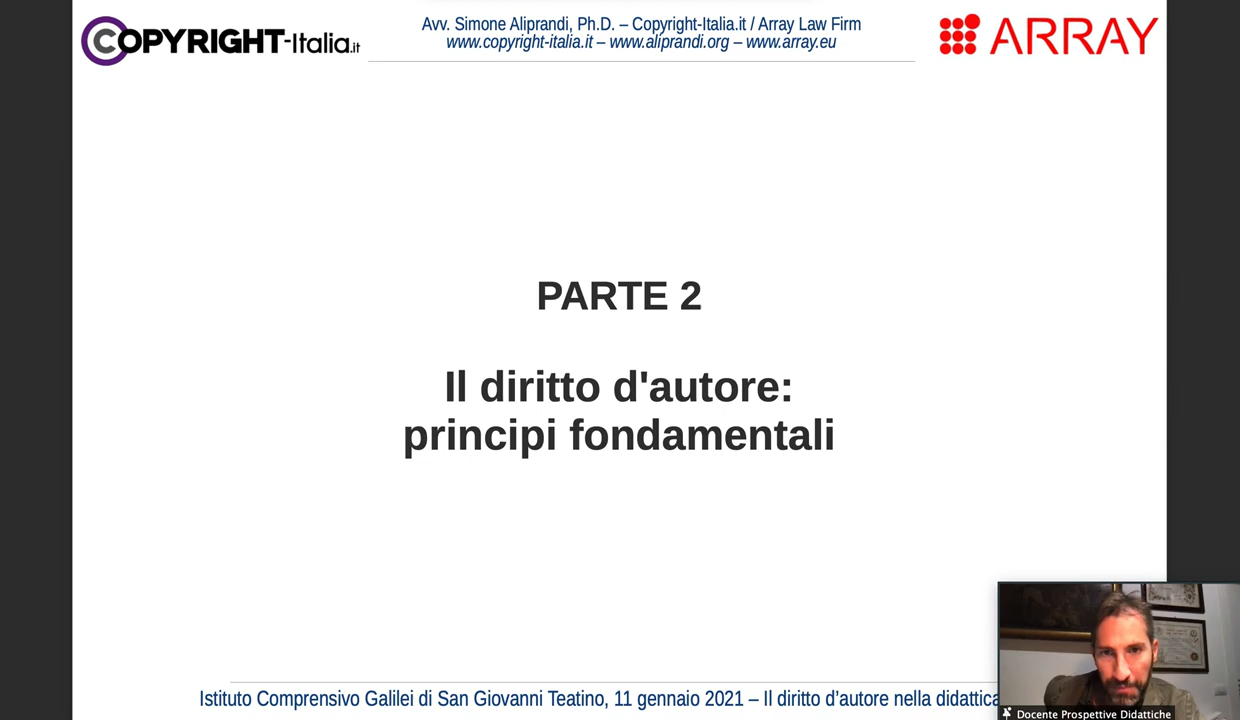 COPYRIGHT-Italia.it
Avv. Simone Aliprandi, Ph.D. – Copyright-Italia.it / Array Law Firm
www.copyright-italia.it – www.aliprandi.org – www.array.eu
ARRAY
PARTE 2
Il diritto d'autore:
principi fondamentali
Istituto Comprensivo Galilei di San Giovanni Teatino, 11 gennaio 2021 – Il diritto d’autore nella didattica
Docente Prospettive Didattiche